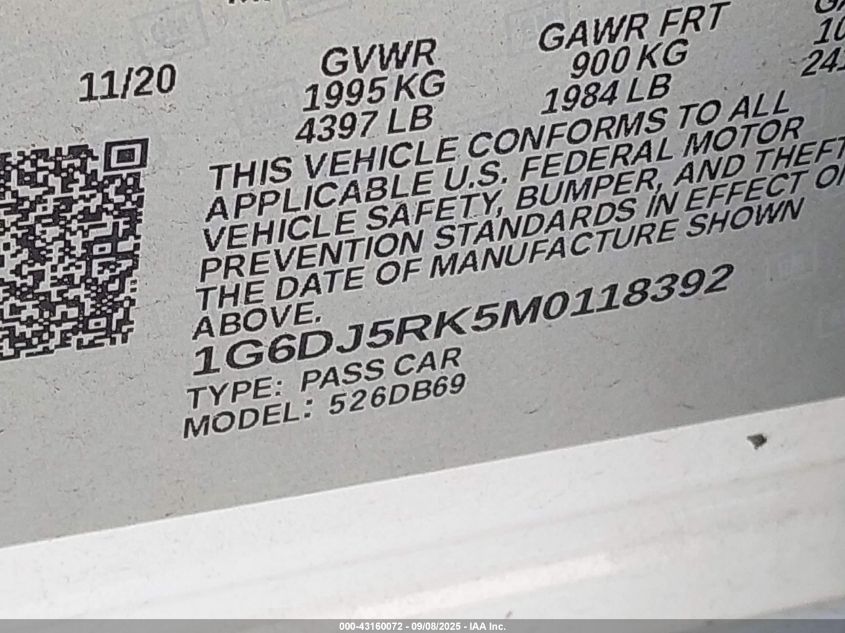 11/20
GVWR
1995 KG
4397 LB
GAWR FRT
900 KG
1984 LB
THIS VEHICLE CONFORMS TO ALL
APPLICABLE U.S. FEDERAL MOTOR
VEHICLE SAFETY, BUMPER, AND THEFT
PREVENTION STANDARDS IN EFFECT ON
THE DATE OF MANUFACTURE SHOWN
ABOVE.
1G6DJ5RK5M0118392
TYPE: PASS CAR
MODEL: 526DB69
000-43160072 - 09/08/2025 - IAA Inc.